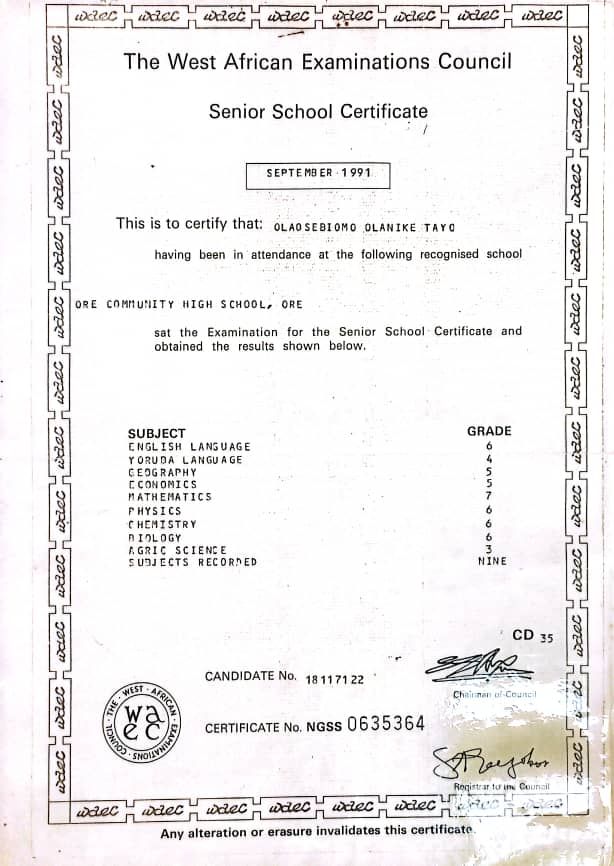 waec waec waec waec waec waec waec waec
The West African Examinations Council
Senior School Certificate
SEPTEMBER 1991
This is to certify that: OLAOSEBIOMO OLANIKE TAYO
having been in attendance at the following recognised school
ORE COMMUNITY HIGH SCHOOL, ORE
sat the Examination for the Senior School Certificate and
obtained the results shown below.
SUBJECT GRADE
ENGLISH LANGUAGE 6
YORUBA LANGUAGE 4
GEOGRAPHY 5
ECONOMICS 5
MATHEMATICS 7
PHYSICS 6
CHEMISTRY 6
BIOLOGY 6
AGRIC SCIENCE 3
SUBJECTS RECORDED NINE
CD 35
CANDIDATE No. 18117122
Chairman of Council
THE · WEST · AFRICAN · EXAMINATIONS · COUNCIL ·
wa
ec
CERTIFICATE No. NGSS 0635364
Registrar to the Council
waec waec waec waec waec waec waec waec
Any alteration or erasure invalidates this certificate.